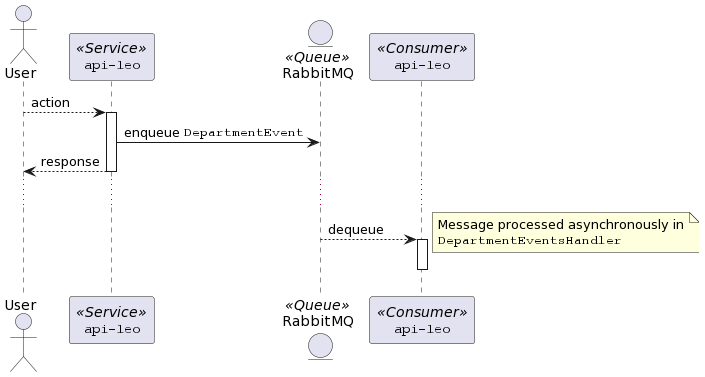 User
«Service»
api-leo
«Queue»
RabbitMQ
«Consumer»
api-leo
action
enqueue DepartmentEvent
response
dequeue
Message processed asynchronously in
DepartmentEventsHandler
User
«Service»
api-leo
«Queue»
RabbitMQ
«Consumer»
api-leo